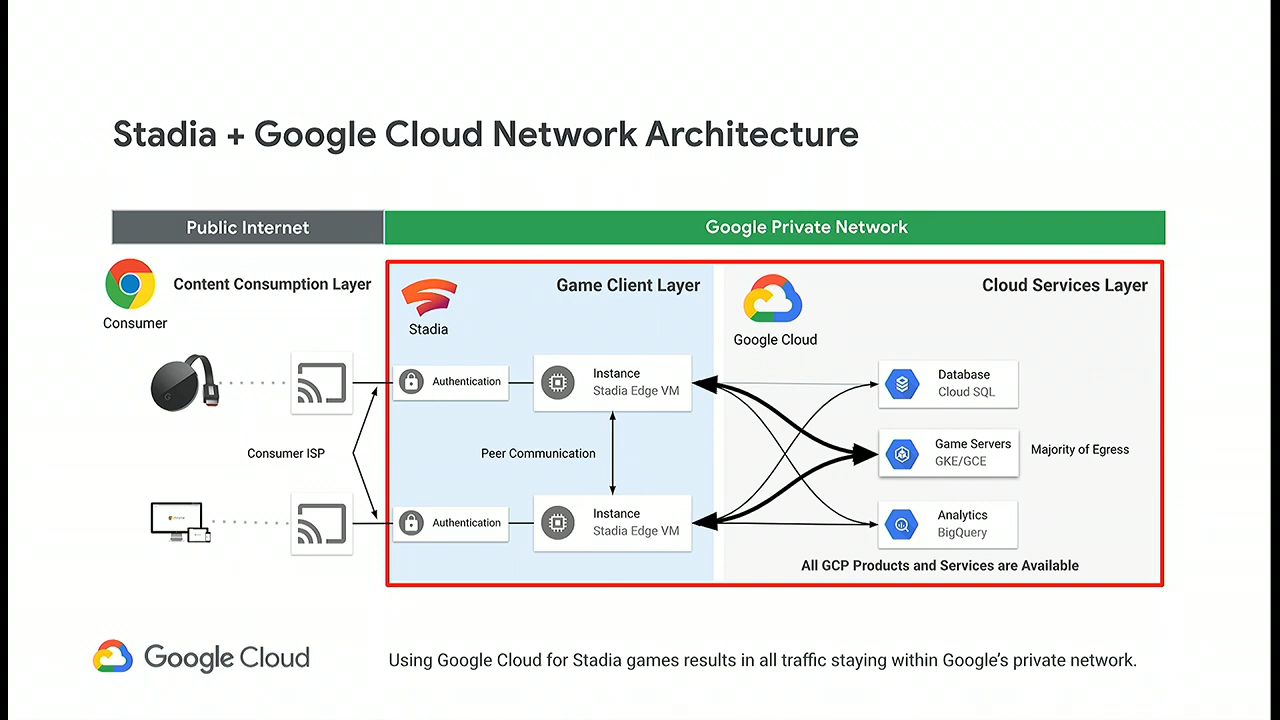 Stadia + Google Cloud Network Architecture
Public Internet
Google Private Network
Content Consumption Layer
Consumer
Game Client Layer
Stadia
Cloud Services Layer
Google Cloud
Authentication
Instance
Stadia Edge VM
Database
Cloud SQL
Consumer ISP
Peer Communication
Game Servers
GKE/GCE
Majority of Egress
Authentication
Instance
Stadia Edge VM
Analytics
BigQuery
All GCP Products and Services are Available
Google Cloud
Using Google Cloud for Stadia games results in all traffic staying within Google's private network.